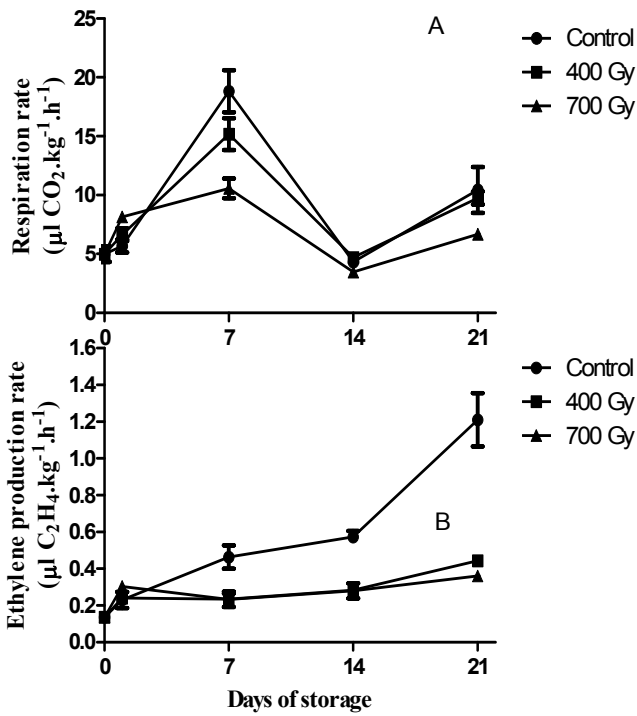 A
Control
400 Gy
700 Gy
Respiration rate
(µl CO₂.kg⁻¹.h⁻¹)
25
20
15
10
5
0
0 7 14 21
B
Control
400 Gy
700 Gy
Ethylene production rate
(µl C₂H₄.kg⁻¹.h⁻¹)
1.6
1.4
1.2
1.0
0.8
0.6
0.4
0.2
0.0
0 7 14 21
Days of storage